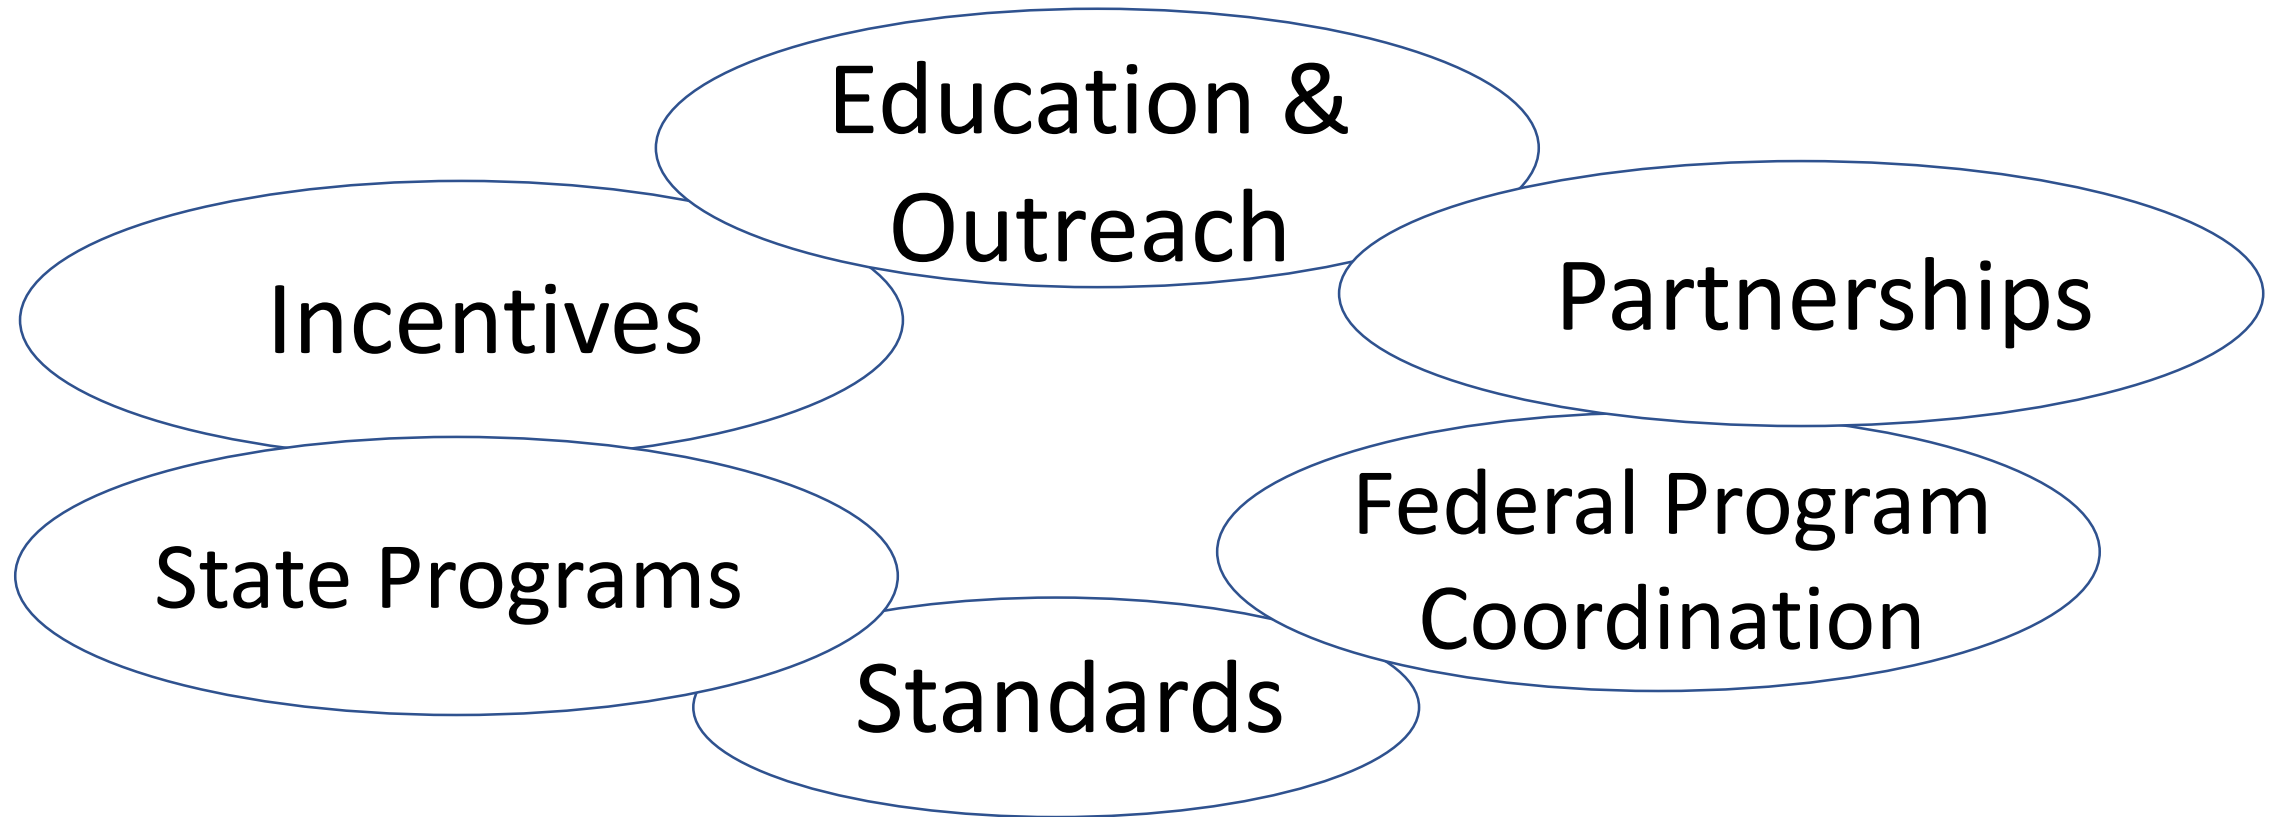 Education &
Outreach
Partnerships
Incentives
Federal Program
Coordination
State Programs
Standards